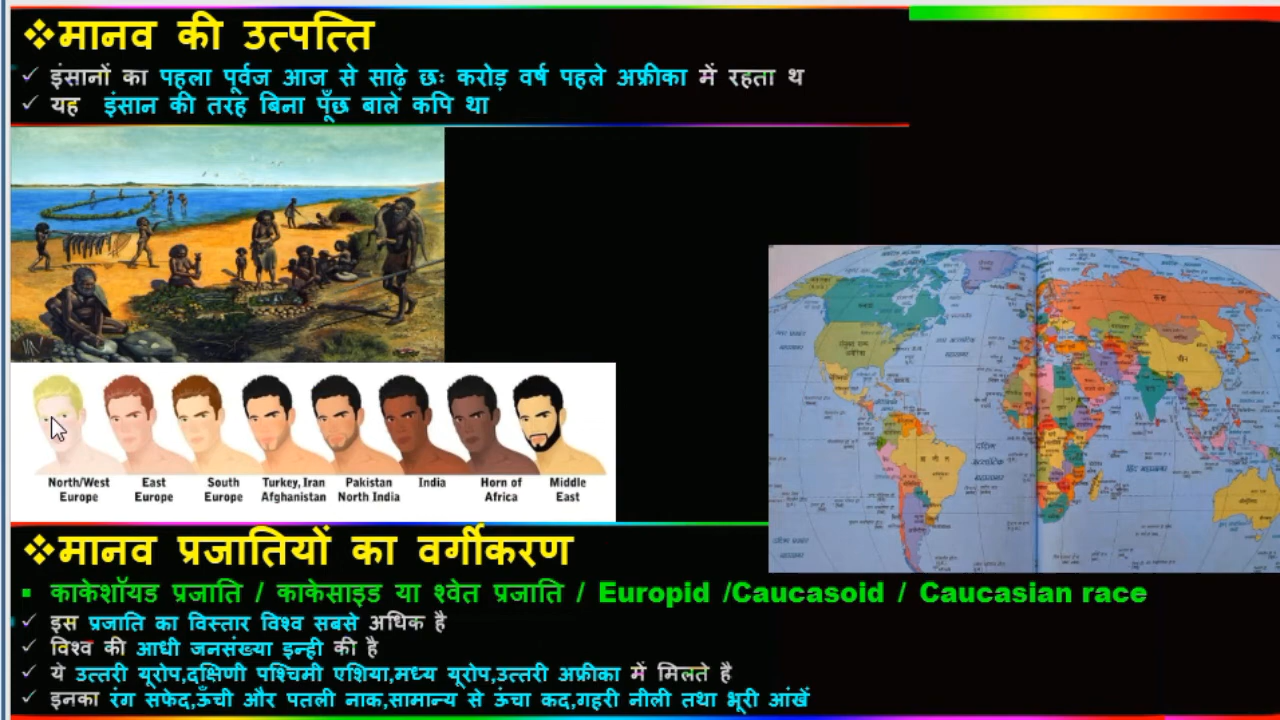 ❖मानव की उत्पत्ति
✓ इंसानों का पहला पूर्वज आज से साढ़े छः करोड़ वर्ष पहले अफ्रीका में रहता थ
✓ यह इंसान की तरह बिना पूँछ बाले कपि था
North/West Europe
East Europe
South Europe
Turkey, Iran Afghanistan
Pakistan North India
India
Horn of Africa
Middle East
रूस
चीन
❖मानव प्रजातियों का वर्गीकरण
▪ काकेशॉयड प्रजाति / काकेसाइड या श्वेत प्रजाति / Europid /Caucasoid / Caucasian race
✓ इस प्रजाति का विस्तार विश्व सबसे अधिक है
✓ विश्व की आधी जनसंख्या इन्ही की है
✓ ये उत्तरी यूरोप,दक्षिणी पश्चिमी एशिया,मध्य यूरोप,उत्तरी अफ्रीका में मिलते है
✓ इनका रंग सफेद,ऊँची और पतली नाक,सामान्य से ऊंचा कद,गहरी नीली तथा भूरी आंखें